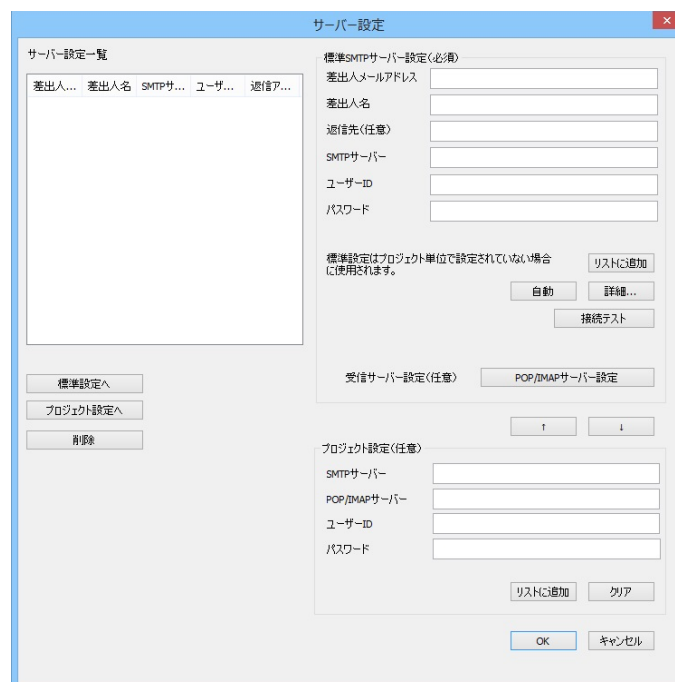 サーバー設定
サーバー設定一覧
差出人... 差出人名 SMTPサ... ユーザ... 返信ア...
標準設定へ
プロジェクト設定へ
削除
標準SMTPサーバー設定(必須)
差出人メールアドレス
差出人名
返信先(任意)
SMTPサーバー
ユーザーID
パスワード
標準設定はプロジェクト単位で設定されていない場合
に使用されます。
リストに追加
自動 詳細...
接続テスト
受信サーバー設定(任意) POP/IMAPサーバー設定
↑ ↓
プロジェクト設定(任意)
SMTPサーバー
POP/IMAPサーバー
ユーザーID
パスワード
リストに追加 クリア
OK キャンセル